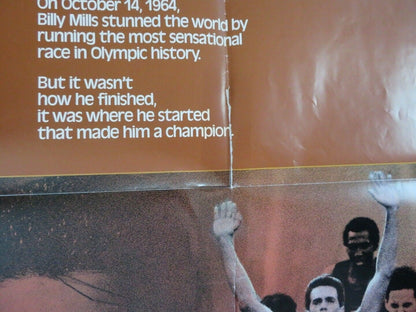 On October 14, 1964,
Billy Mills stunned the world by
running the most sensational
race in Olympic history.
But it wasn't
how he finished,
it was where he started
that made him a champion.